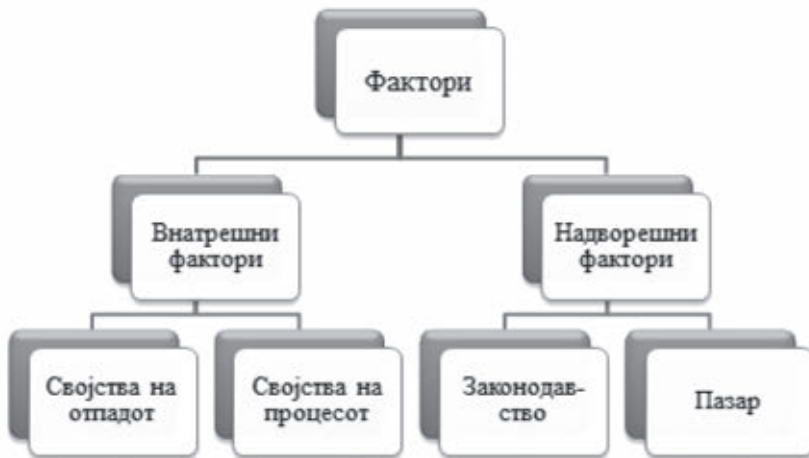 Фактори
Внатрешни
фактори
Надворешни
фактори
Својства на
отпадот
Својства на
процесот
Законодав-
ство
Пазар